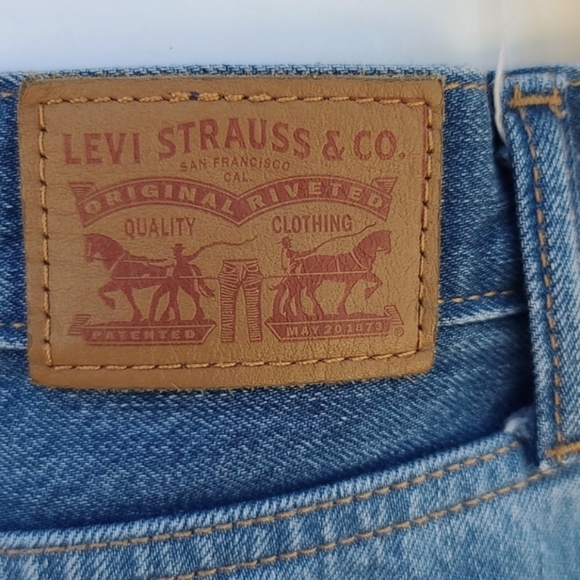 LEVI STRAUSS & CO.
SAN FRANCISCO
CAL.
ORIGINAL RIVETED
QUALITY CLOTHING
PATENTED MAY 20 1873 ®